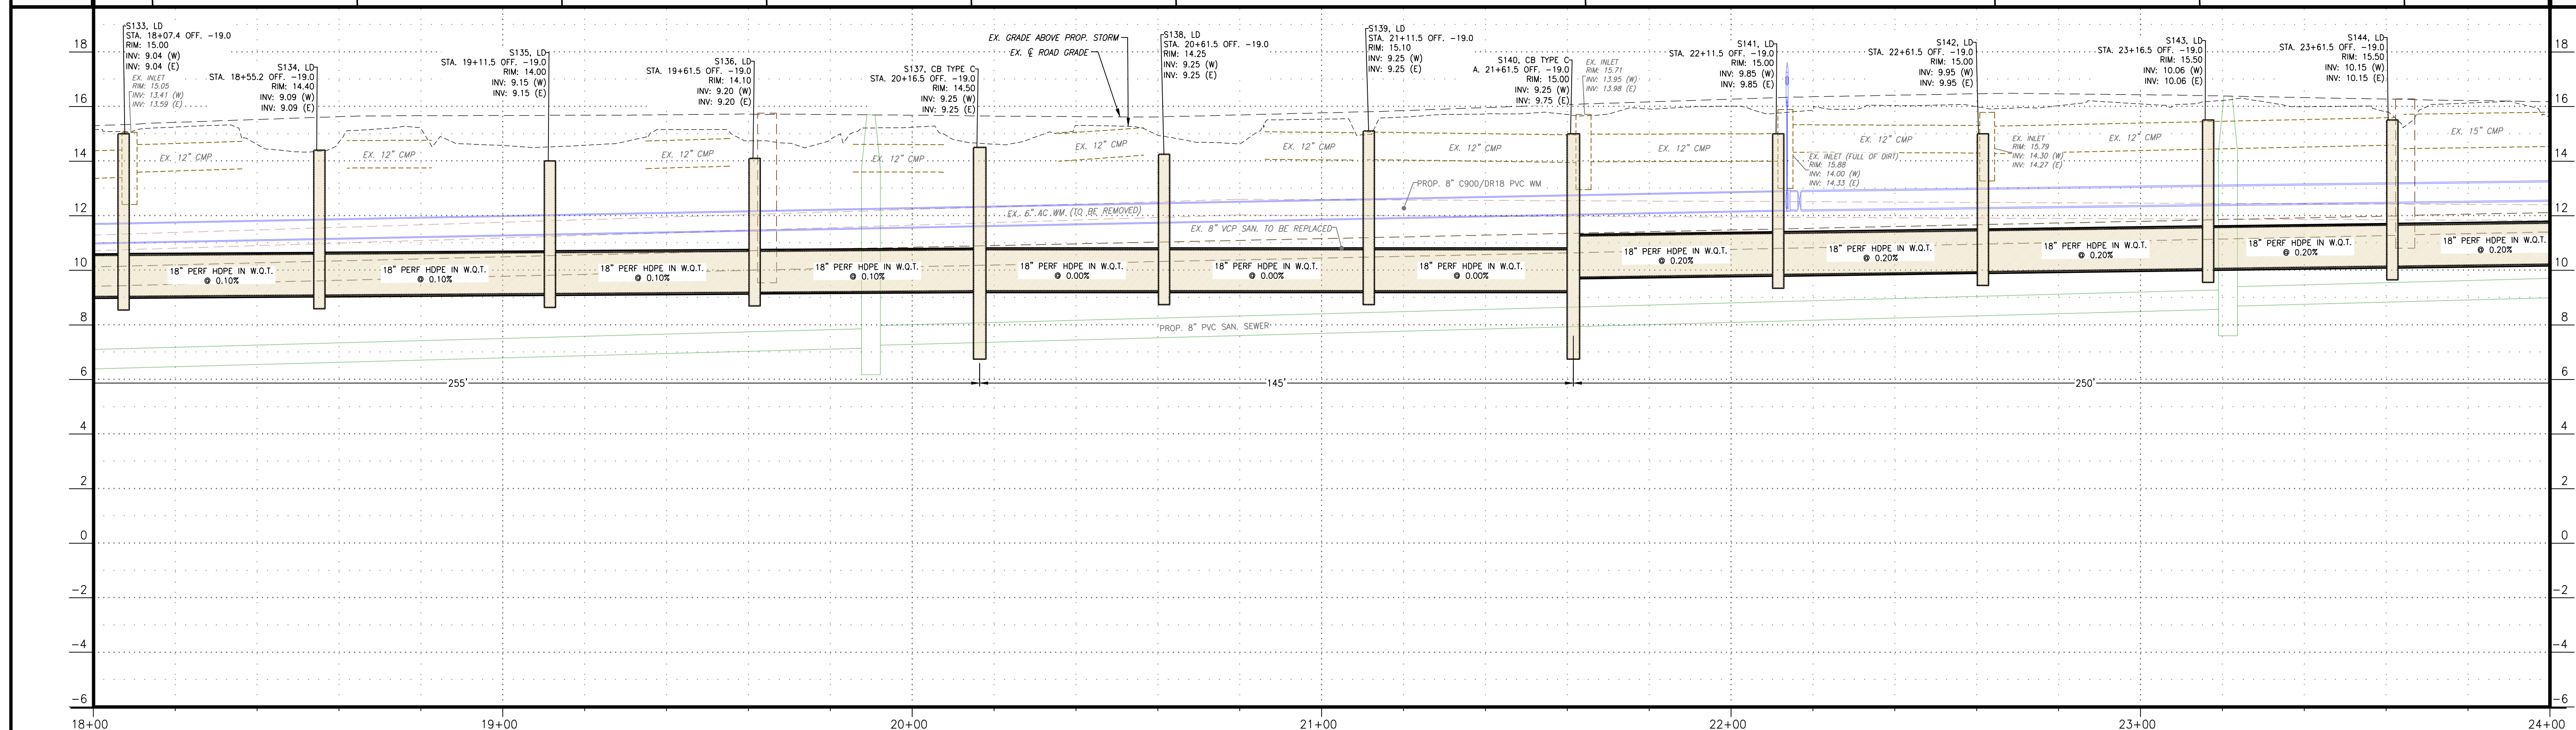 S133, LD
STA. 18+07.4 OFF. -19.0
RIM: 15.00
INV: 9.04 (W)
INV: 9.04 (E)
EX. INLET
RIM: 15.05
INV: 13.41 (W)
INV: 13.59 (E)
S134, LD
STA. 18+55.2 OFF. -19.0
RIM: 14.40
INV: 9.09 (W)
INV: 9.09 (E)
S135, LD
STA. 19+11.5 OFF. -19.0
RIM: 14.00
INV: 9.15 (W)
INV: 9.15 (E)
S136, LD
STA. 19+61.5 OFF. -19.0
RIM: 14.10
INV: 9.20 (W)
INV: 9.20 (E)
S137, CB TYPE C
STA. 20+16.5 OFF. -19.0
RIM: 14.50
INV: 9.25 (W)
INV: 9.25 (E)
EX. GRADE ABOVE PROP. STORM
EX. ℄ ROAD GRADE
S138, LD
STA. 20+61.5 OFF. -19.0
RIM: 14.25
INV: 9.25 (W)
INV: 9.25 (E)
S139, LD
STA. 21+11.5 OFF. -19.0
RIM: 15.10
INV: 9.25 (W)
INV: 9.25 (E)
S140, CB TYPE C
A. 21+61.5 OFF. -19.0
RIM: 15.00
INV: 9.25 (W)
INV: 9.75 (E)
EX. INLET
RIM: 15.71
INV: 13.95 (W)
INV: 13.98 (E)
S141, LD
STA. 22+11.5 OFF. -19.0
RIM: 15.00
INV: 9.85 (W)
INV: 9.85 (E)
S142, LD
STA. 22+61.5 OFF. -19.0
RIM: 15.00
INV: 9.95 (W)
INV: 9.95 (E)
S143, LD
STA. 23+16.5 OFF. -19.0
RIM: 15.50
INV: 10.06 (W)
INV: 10.06 (E)
S144, LD
STA. 23+61.5 OFF. -19.0
RIM: 15.50
INV: 10.15 (W)
INV: 10.15 (E)
EX. 12" CMP
EX. 12" CMP
EX. 12" CMP
EX. 12" CMP
EX. 12" CMP
EX. 12" CMP
EX. 12" CMP
EX. 12" CMP
EX. 12" CMP
EX. 12" CMP
EX. 15" CMP
EX. INLET (FULL OF DIRT)
RIM: 15.88
INV: 14.00 (W)
INV: 14.33 (E)
EX. INLET
RIM: 15.79
INV: 14.30 (W)
INV: 14.27 (E)
PROP. 8" C900/DR18 PVC WM
EX. 6" AC WM (TO BE REMOVED)
EX. 8" VCP SAN. TO BE REPLACED
18" PERF HDPE IN W.Q.T.
@ 0.10%
18" PERF HDPE IN W.Q.T.
@ 0.10%
18" PERF HDPE IN W.Q.T.
@ 0.10%
18" PERF HDPE IN W.Q.T.
@ 0.10%
18" PERF HDPE IN W.Q.T.
@ 0.00%
18" PERF HDPE IN W.Q.T.
@ 0.00%
18" PERF HDPE IN W.Q.T.
@ 0.00%
18" PERF HDPE IN W.Q.T.
@ 0.20%
18" PERF HDPE IN W.Q.T.
@ 0.20%
18" PERF HDPE IN W.Q.T.
@ 0.20%
18" PERF HDPE IN W.Q.T.
@ 0.20%
18" PERF HDPE IN W.Q.T.
@ 0.20%
PROP. 8" PVC SAN. SEWER
255'
145'
250'
18
16
14
12
10
8
6
4
2
0
-2
-4
-6
18
16
14
12
10
8
6
4
2
0
-2
-4
-6
18+00
19+00
20+00
21+00
22+00
23+00
24+00